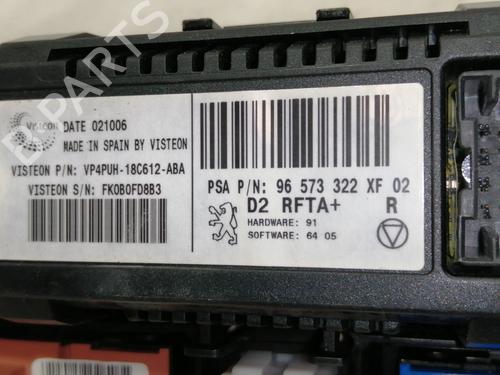 Visteon DATE 021006
MADE IN SPAIN BY VISTEON
VISTEON P/N: VP4PUH-18C612-ABA
VISTEON S/N: FK0B0FD8B3
PSA P/N: 96 573 322 XF 02
D2 RFTA+ R
HARDWARE: 91
SOFTWARE: 64 05